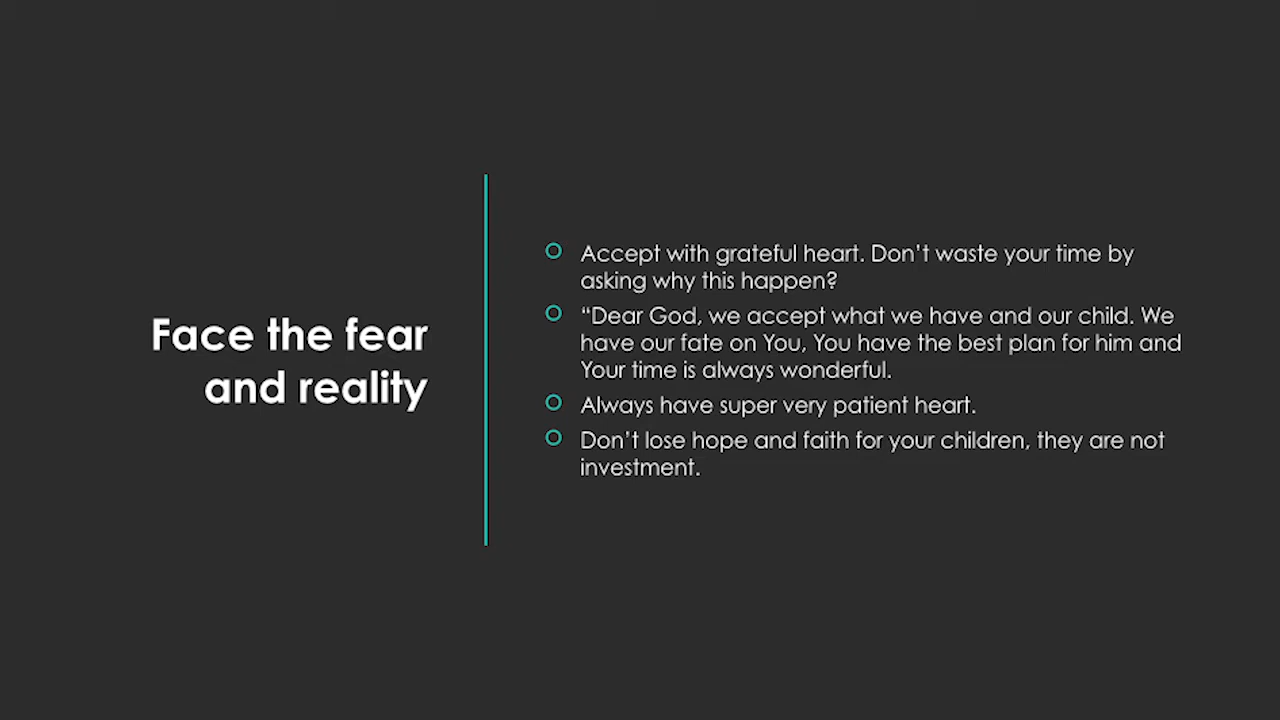 Face the fear
and reality
Accept with grateful heart. Don’t waste your time by
asking why this happen?
“Dear God, we accept what we have and our child. We
have our fate on You, You have the best plan for him and
Your time is always wonderful.
Always have super very patient heart.
Don’t lose hope and faith for your children, they are not
investment.